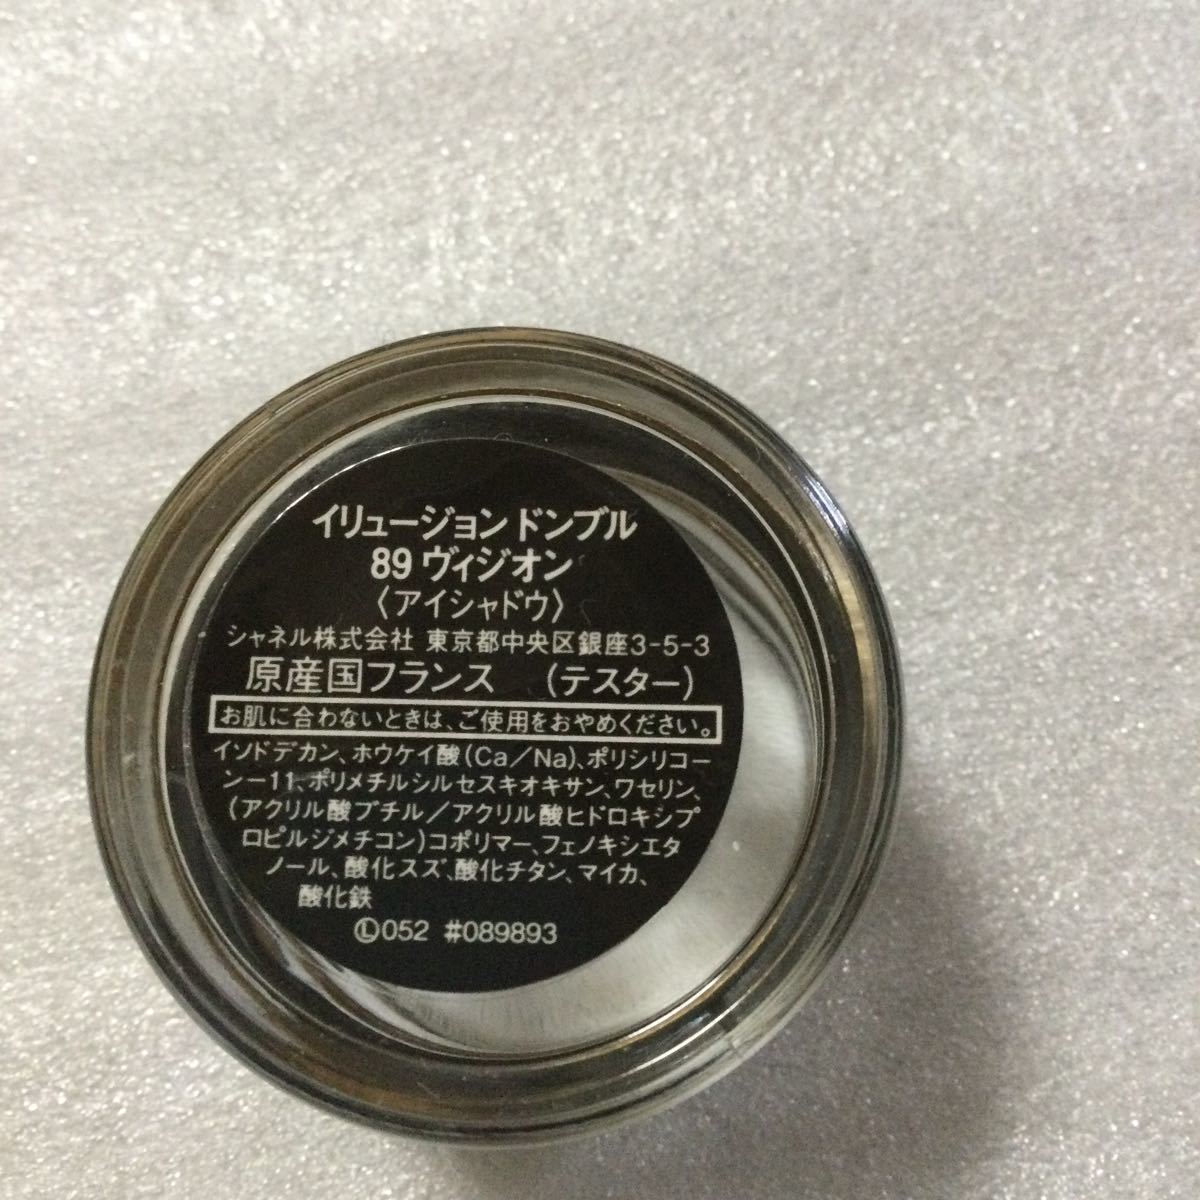 イリュージョン ドンブル
89 ヴィジオン
〈アイシャドウ〉
シャネル株式会社 東京都中央区銀座3-5-3
原産国フランス (テスター)
お肌に合わないときは、ご使用をおやめください。
イソドデカン、ホウケイ酸(Ca/Na)、ポリシリコー
ンー11、ポリメチルシルセスキオキサン、ワセリン、
(アクリル酸ブチル/アクリル酸ヒドロキシプ
ロピルジメチコン)コポリマー、フェノキシエタ
ノール、酸化スズ、酸化チタン、マイカ、
酸化鉄
Ⓛ052 #089893